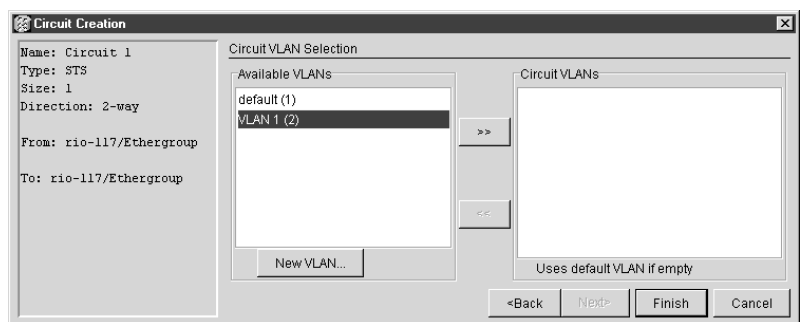 Circuit Creation
Name: Circuit 1
Type: STS
Size: 1
Direction: 2-way
From: rio-117/Ethergroup
To: rio-117/Ethergroup
Circuit VLAN Selection
Available VLANs
default (1)
VLAN 1 (2)
New VLAN...
>>
<<
Circuit VLANs
Uses default VLAN if empty
<Back
Next>
Finish
Cancel